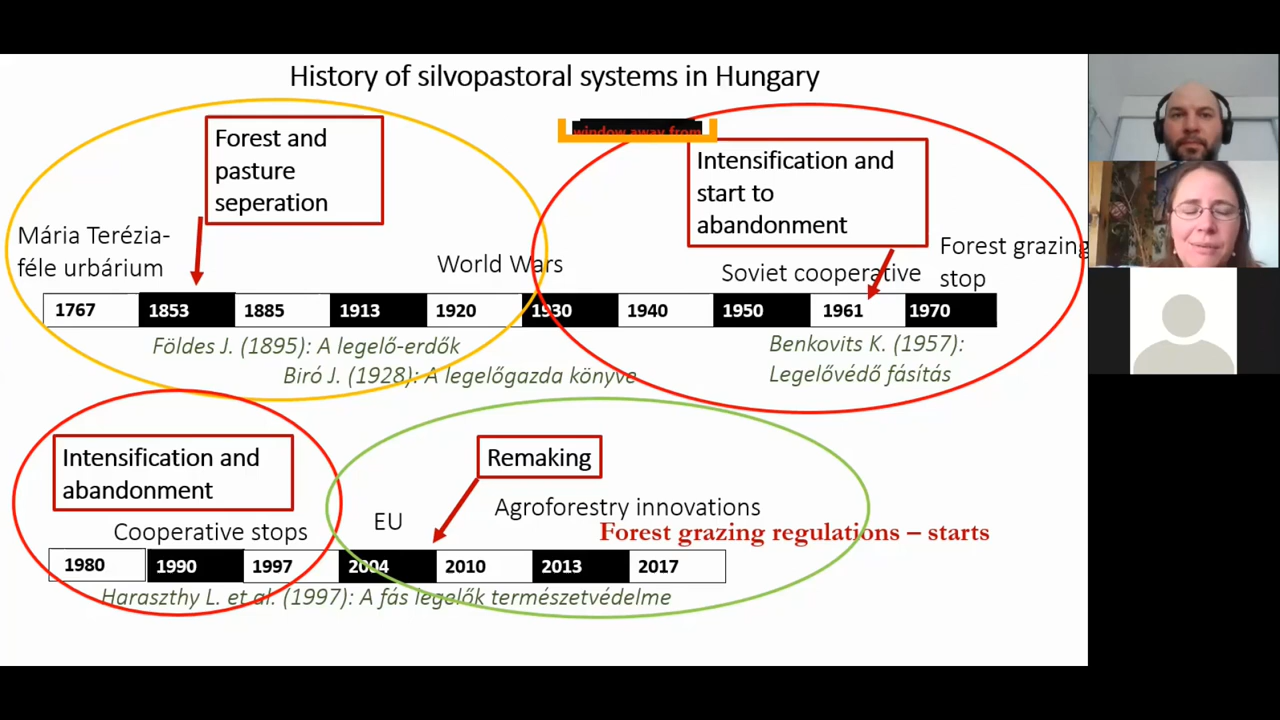 History of silvopastoral systems in Hungary
Forest and
pasture
seperation
window away from
Intensification and
start to
abandonment
Mária Terézia-
féle urbárium
World Wars
Soviet cooperative
Forest grazing
stop
1767 1853 1885 1913 1920 1930 1940 1950 1961 1970
Földes J. (1895): A legelő-erdők
Biró J. (1928): A legelőgazda könyve
Benkovits K. (1957):
Legelővédő fásítás
Intensification and
abandonment
Remaking
Cooperative stops
EU
Agroforestry innovations
Forest grazing regulations – starts
1980 1990 1997 2004 2010 2013 2017
Haraszthy L. et al. (1997): A fás legelők természetvédelme